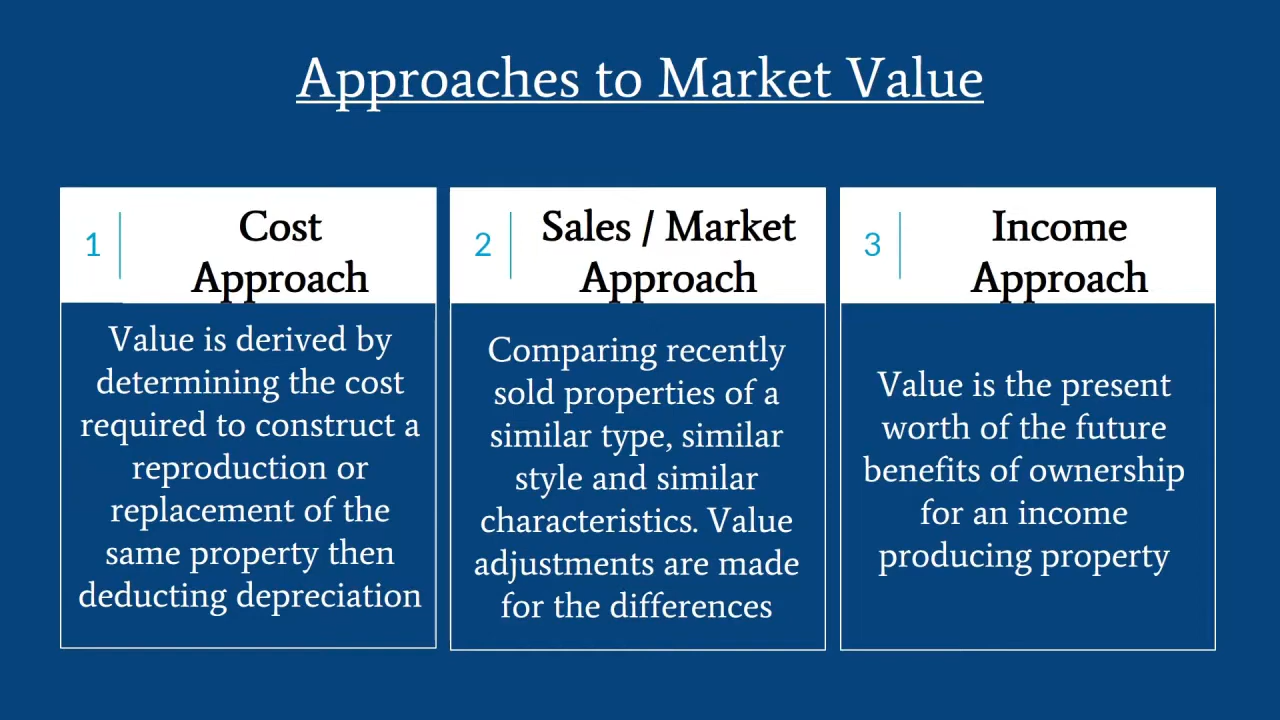 Approaches to Market Value
1
Cost
Approach
Value is derived by
determining the cost
required to construct a
reproduction or
replacement of the
same property then
deducting depreciation
2
Sales / Market
Approach
Comparing recently
sold properties of a
similar type, similar
style and similar
characteristics. Value
adjustments are made
for the differences
3
Income
Approach
Value is the present
worth of the future
benefits of ownership
for an income
producing property